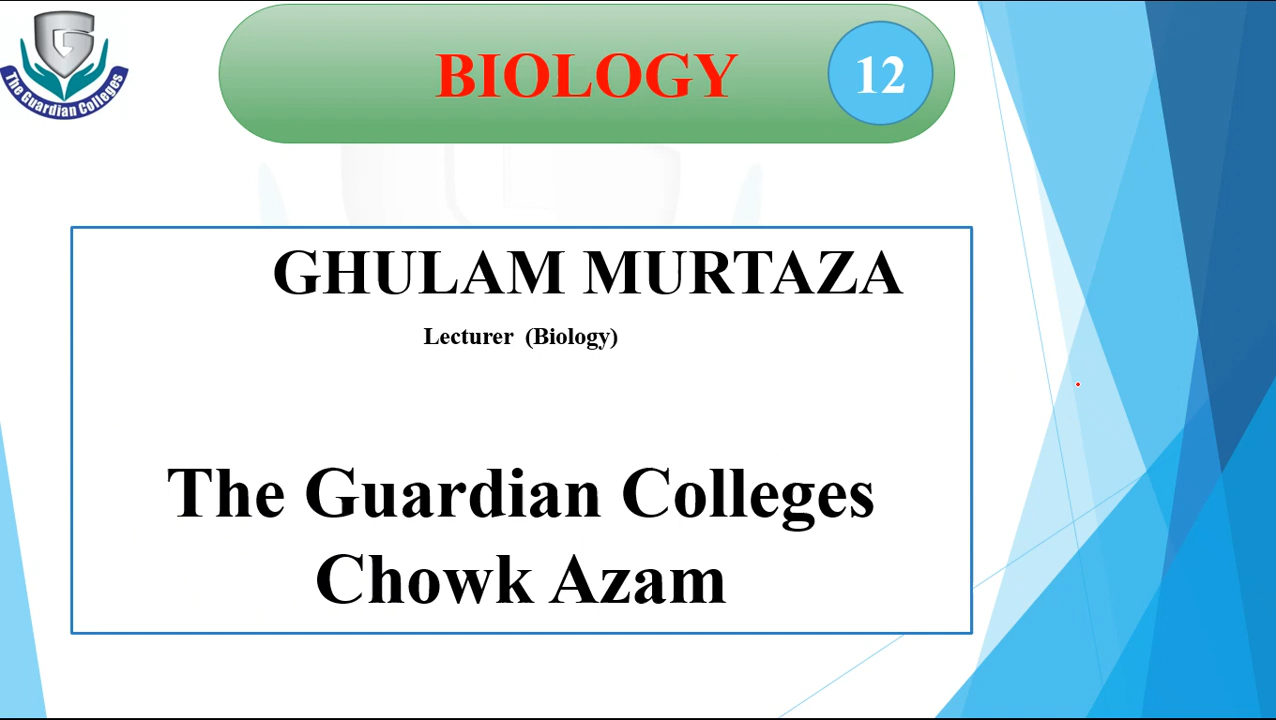 The Guardian Colleges
BIOLOGY
12
GHULAM MURTAZA
Lecturer (Biology)
The Guardian Colleges
Chowk Azam